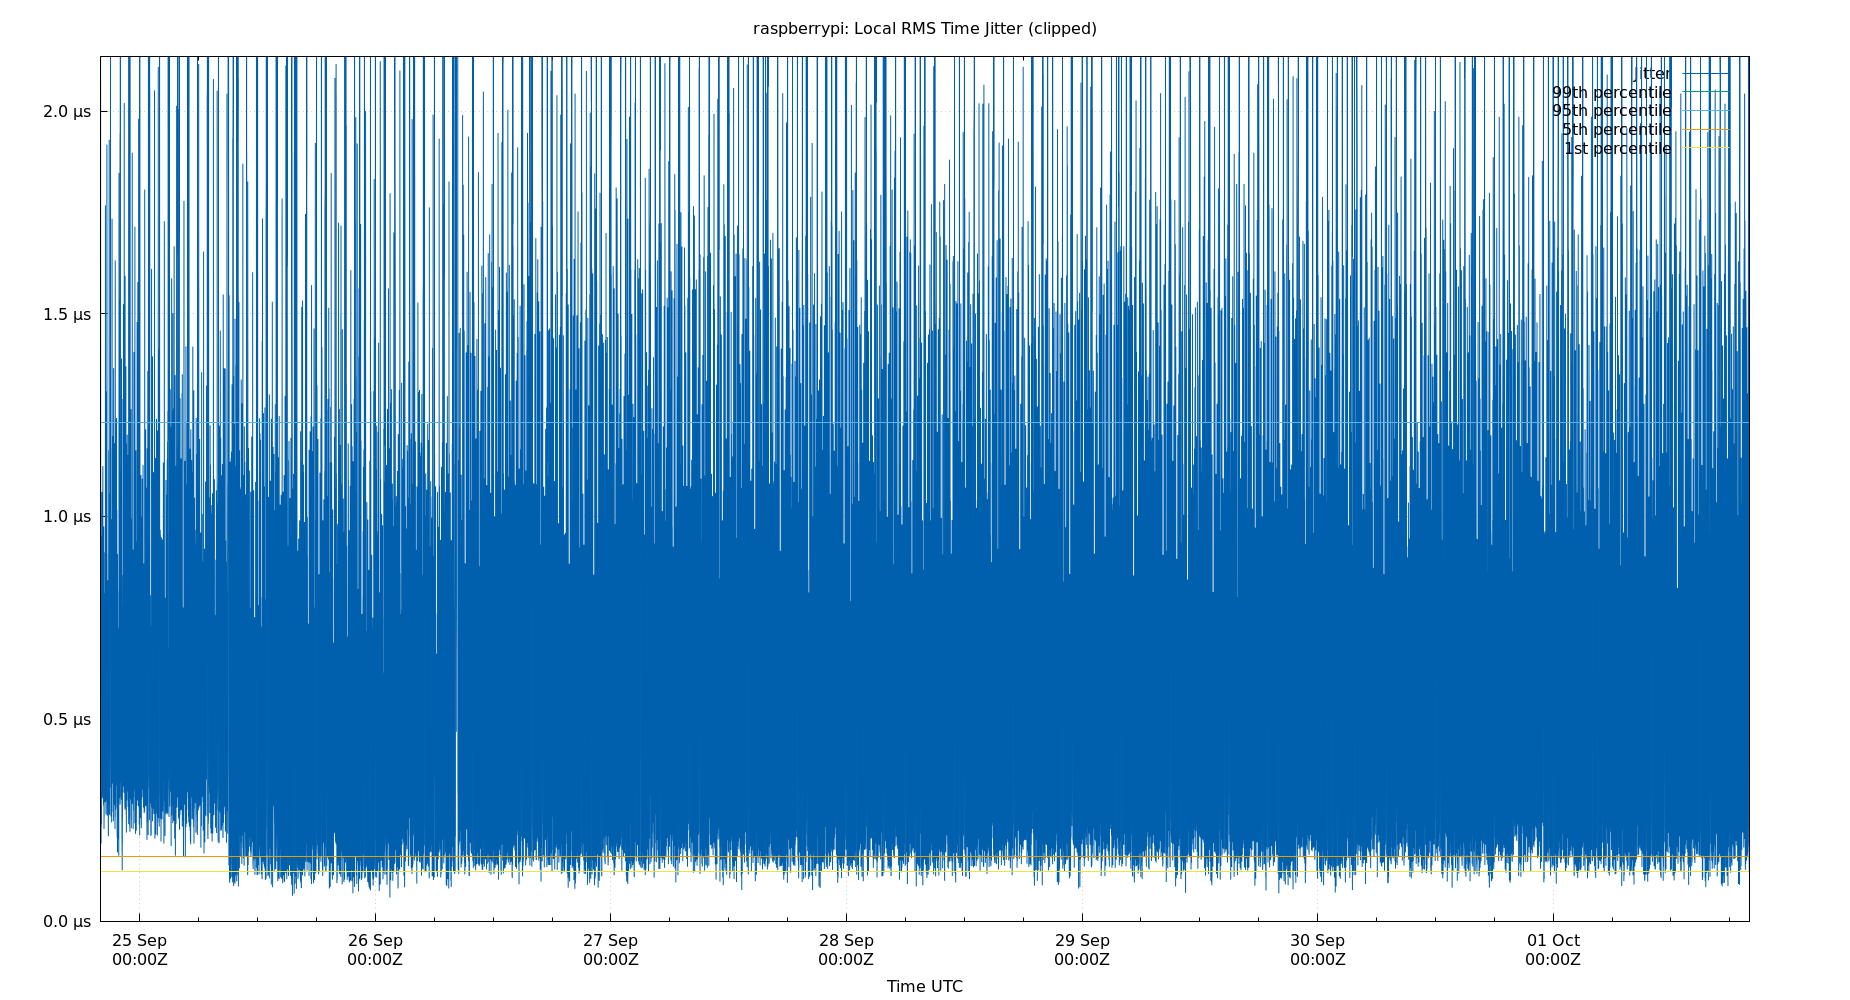 raspberrypi: Local RMS Time Jitter (clipped)
Jitter
99th percentile
95th percentile
5th percentile
1st percentile
2.0 µs
1.5 µs
1.0 µs
0.5 µs
0.0 µs
25 Sep 26 Sep 27 Sep 28 Sep 29 Sep 30 Sep 01 Oct
00:00Z 00:00Z 00:00Z 00:00Z 00:00Z 00:00Z 00:00Z
Time UTC